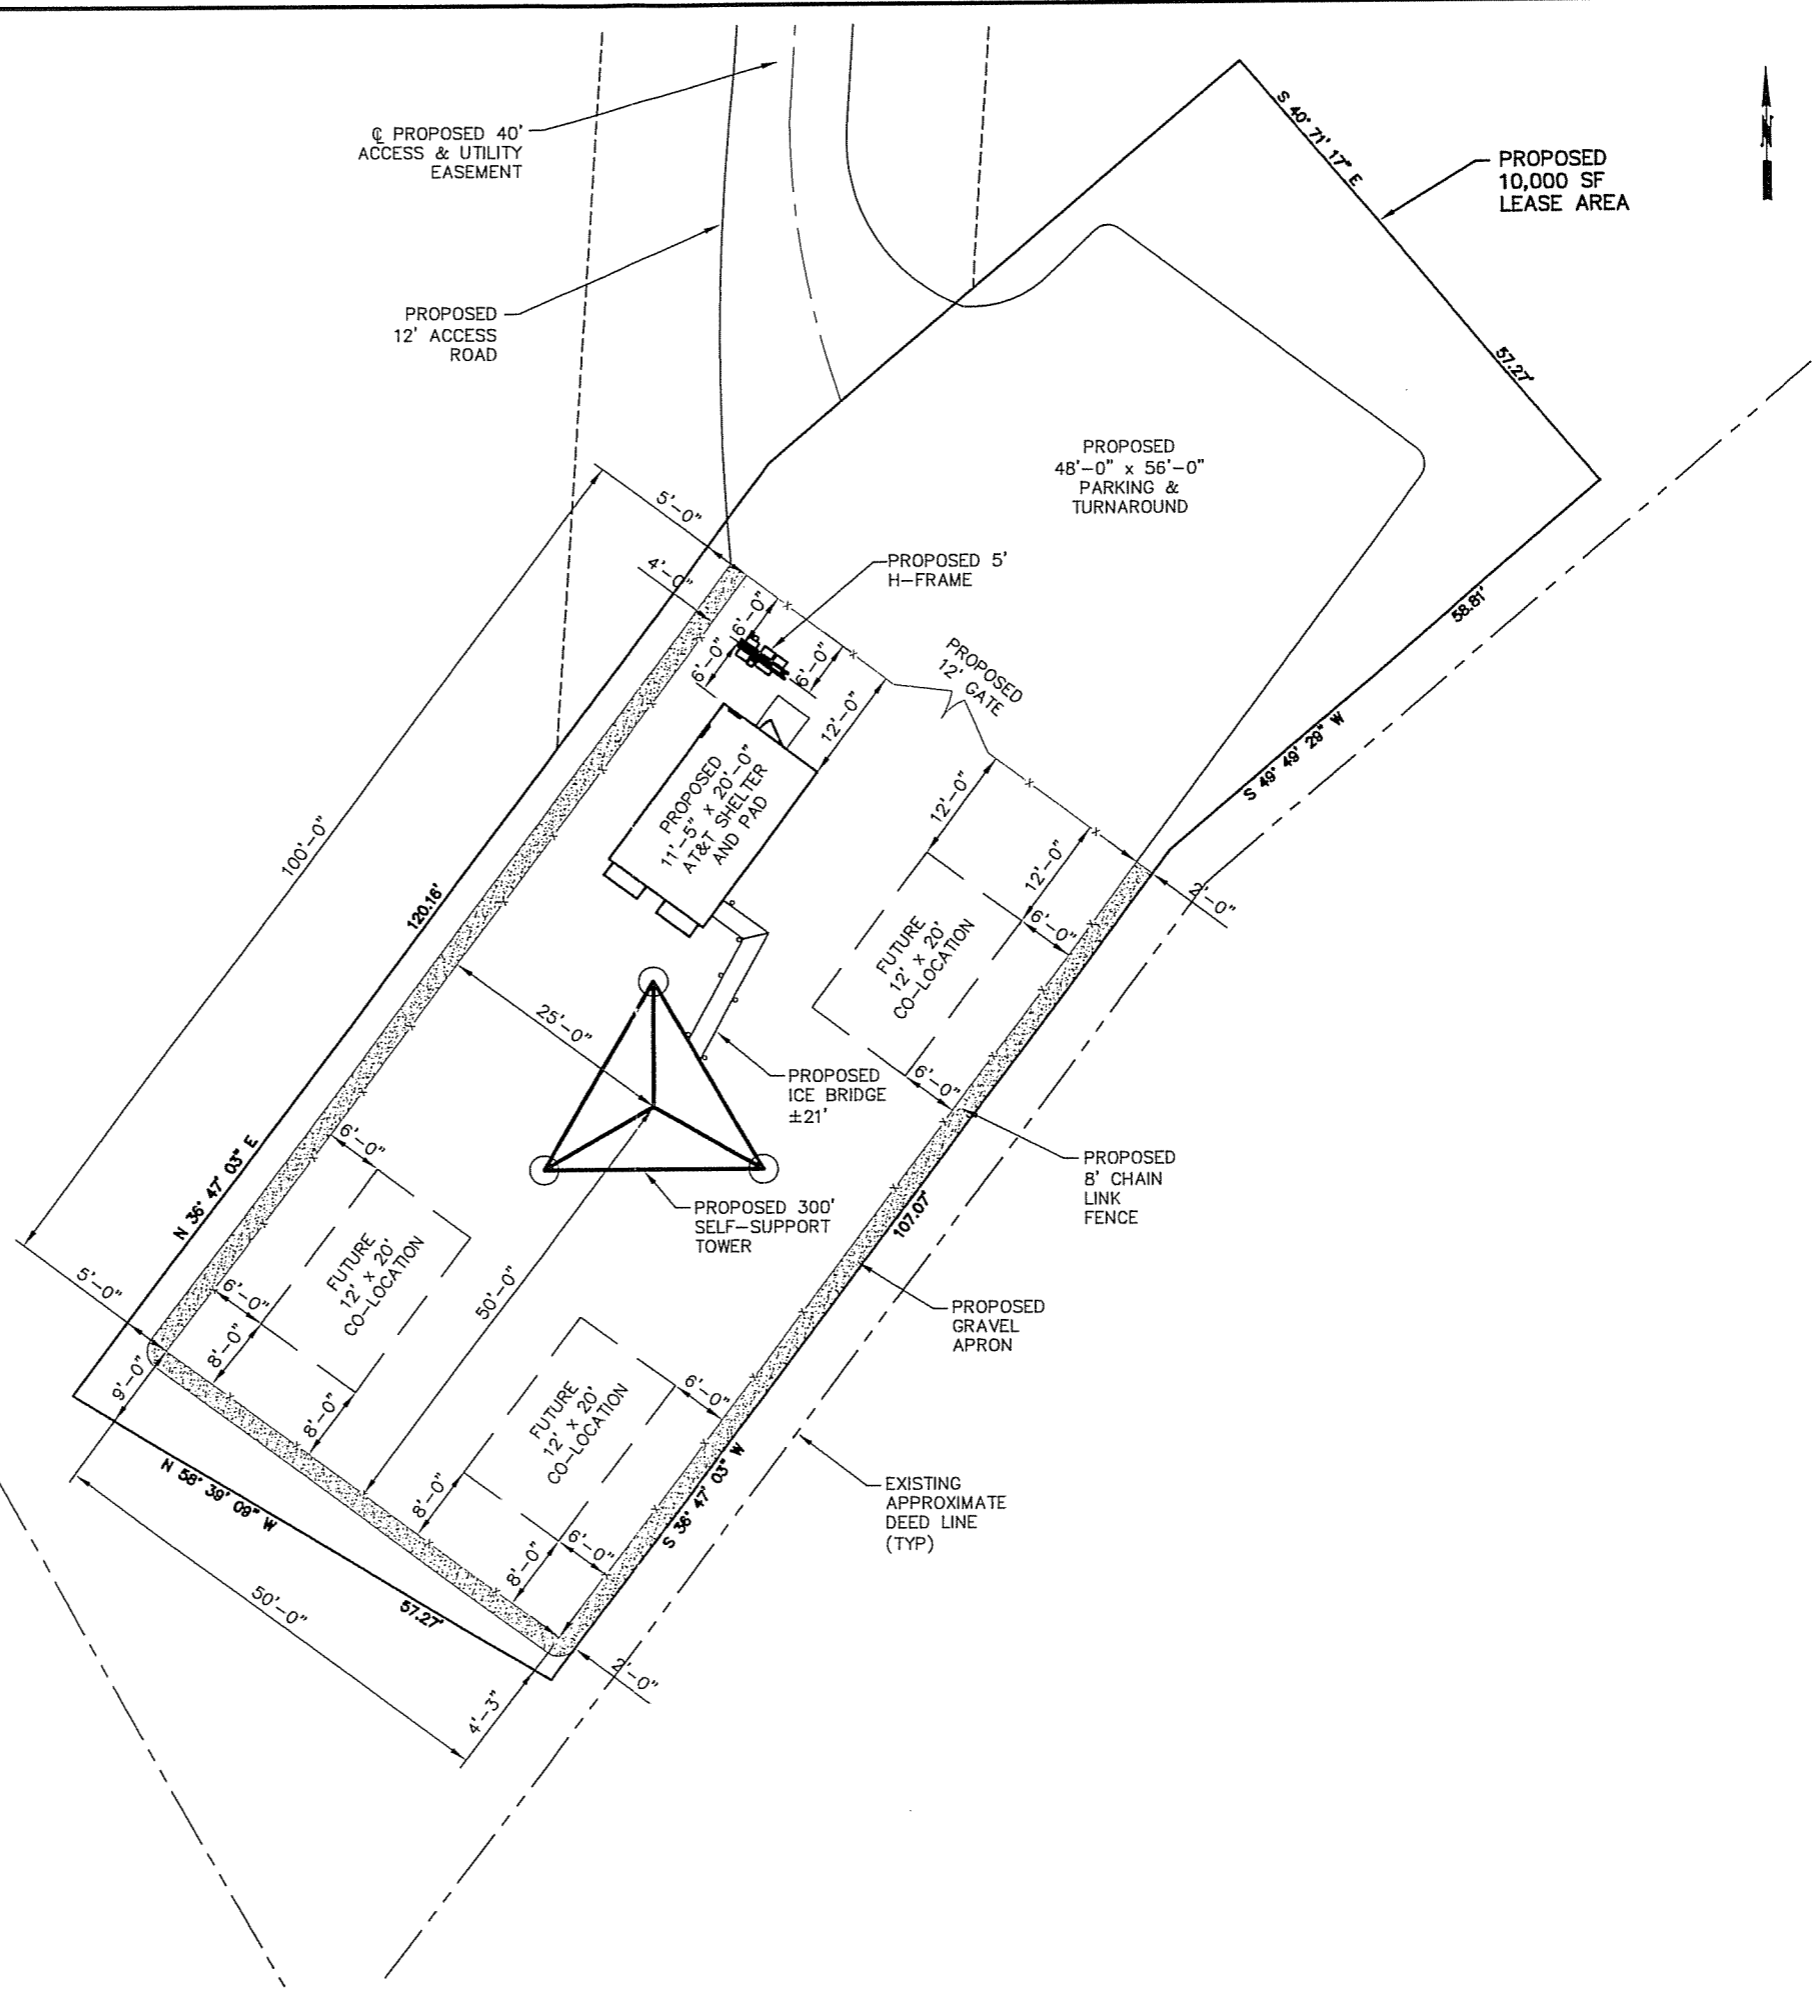 ℄ PROPOSED 40'
ACCESS & UTILITY
EASEMENT
S 40° 71' 17" E
PROPOSED
10,000 SF
LEASE AREA
N
PROPOSED
12' ACCESS
ROAD
57.27'
PROPOSED
48'-0" x 56'-0"
PARKING &
TURNAROUND
5'-0"
4'-0"
PROPOSED 5'
H-FRAME
6'-0"
6'-0"
6'-0"
12'-0"
PROPOSED
12' GATE
58.81'
S 49° 49' 29" W
PROPOSED
11'-5" X 20'-0"
AT&T SHELTER
AND PAD
100'-0"
120.16'
12'-0"
12'-0"
2'-0"
6'-0"
FUTURE
12' X 20'
CO-LOCATION
6'-0"
25'-0"
PROPOSED
ICE BRIDGE
±21'
PROPOSED
8' CHAIN
LINK
FENCE
N 36° 47' 03" E
6'-0"
PROPOSED 300'
SELF-SUPPORT
TOWER
107.07'
FUTURE
12' X 20'
CO-LOCATION
5'-0"
6'-0"
8'-0"
9'-0"
8'-0"
50'-0"
PROPOSED
GRAVEL
APRON
FUTURE
12' X 20'
CO-LOCATION
6'-0"
8'-0"
6'-0"
8'-0"
S 36° 47' 03" W
EXISTING
APPROXIMATE
DEED LINE
(TYP)
N 58° 39' 09" W
57.27'
50'-0"
2'-0"
4'-3"